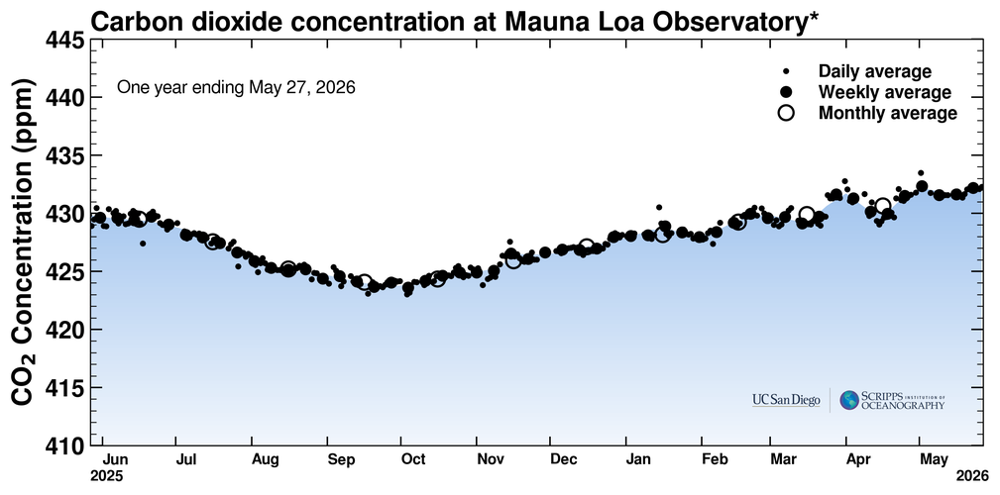 Carbon dioxide concentration at Mauna Loa Observatory*
CO₂ Concentration (ppm)
445
440
435
430
425
420
415
410
One year ending May 27, 2026
Daily average
Weekly average
Monthly average
UC San Diego
SCRIPPS INSTITUTION OF
OCEANOGRAPHY
Jun Jul Aug Sep Oct Nov Dec Jan Feb Mar Apr May
2025 2026